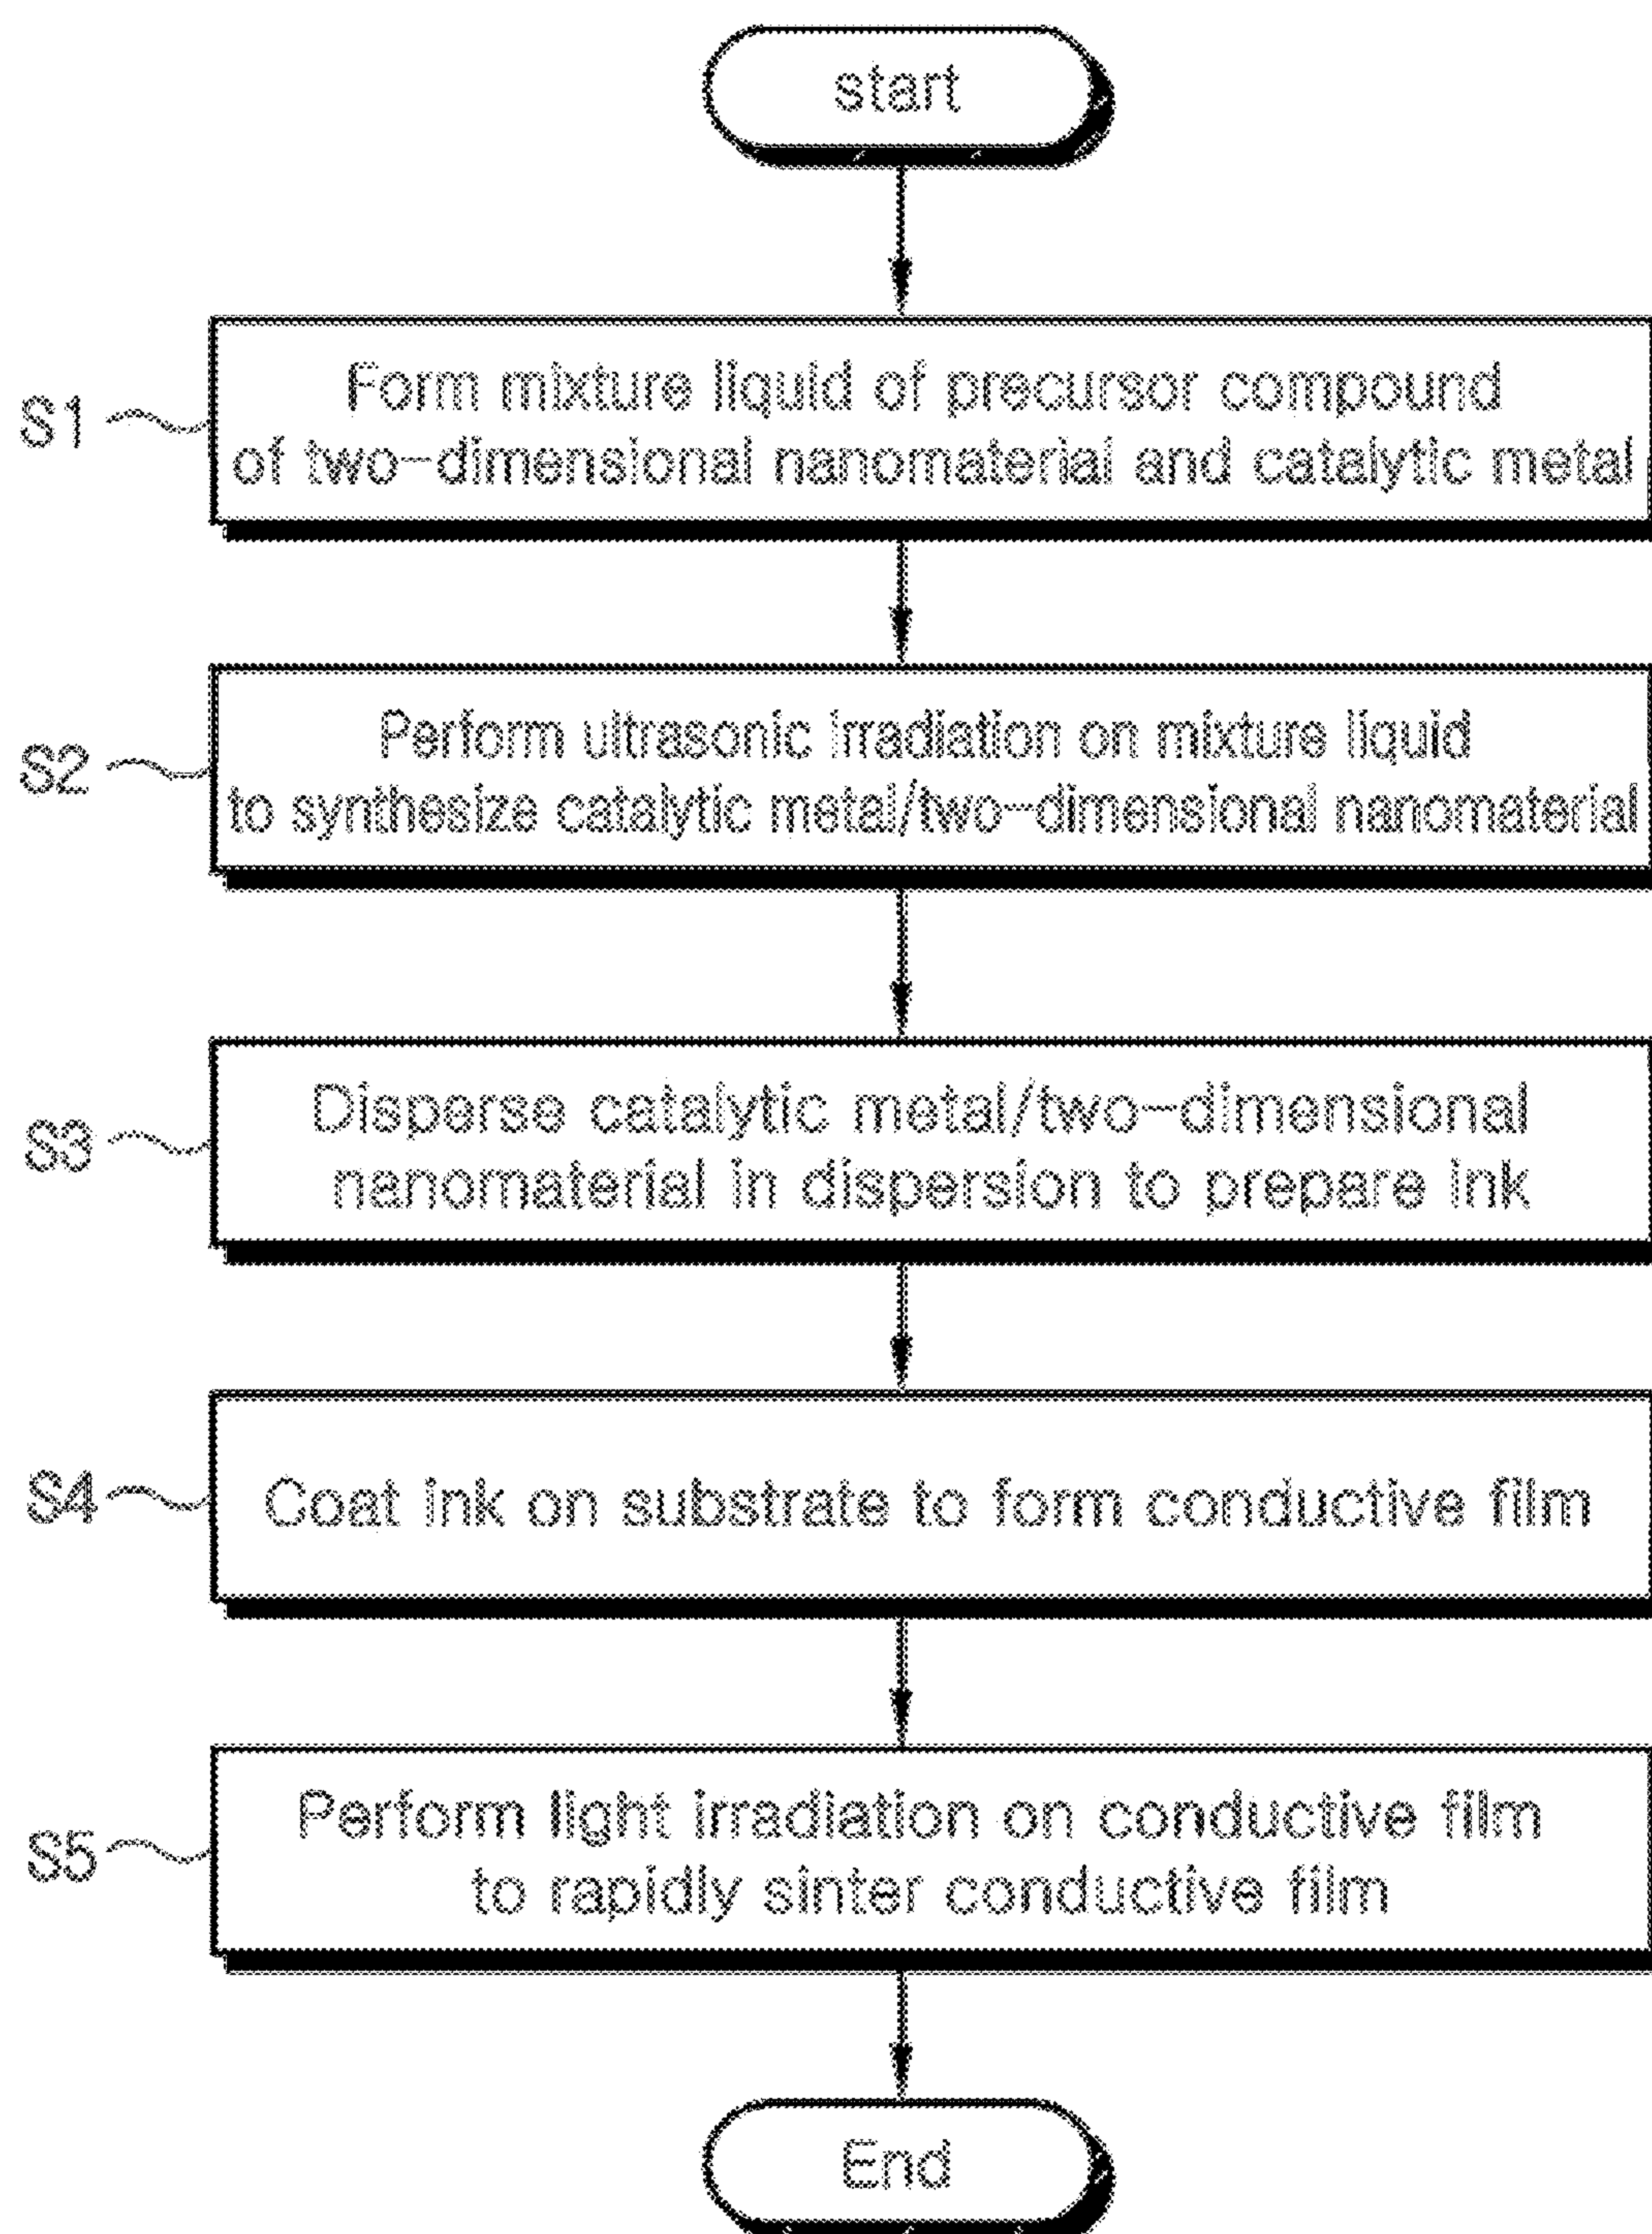 start
S1
Form mixture liquid of precursor compound
of two-dimensional nanomaterial and catalytic metal
S2
Perform ultrasonic irradiation on mixture liquid
to synthesize catalytic metal/two-dimensional nanomaterial
S3
Disperse catalytic metal/two-dimensional
nanomaterial in dispersion to prepare ink
S4
Coat ink on substrate to form conductive film
S5
Perform light irradiation on conductive film
to rapidly sinter conductive film
End